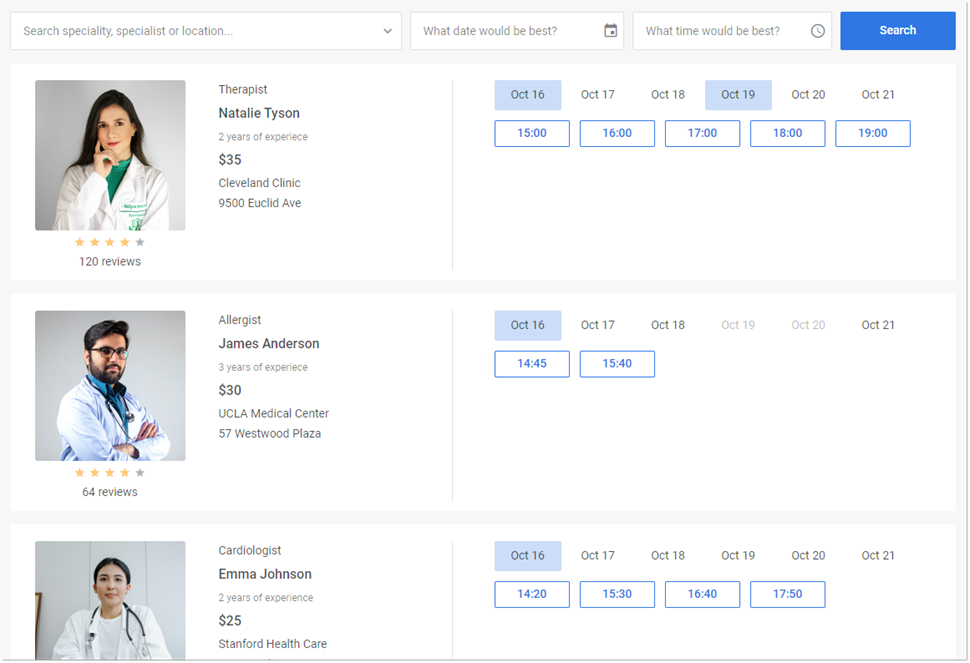 Search speciality, specialist or location...
What date would be best?
What time would be best?
Search
Therapist
Natalie Tyson
2 years of experiece
$35
Cleveland Clinic
9500 Euclid Ave
120 reviews
Oct 16 Oct 17 Oct 18 Oct 19 Oct 20 Oct 21
15:00 16:00 17:00 18:00 19:00
Allergist
James Anderson
3 years of experiece
$30
UCLA Medical Center
57 Westwood Plaza
64 reviews
Oct 16 Oct 17 Oct 18 Oct 19 Oct 20 Oct 21
14:45 15:40
Cardiologist
Emma Johnson
2 years of experience
$25
Stanford Health Care
Oct 16 Oct 17 Oct 18 Oct 19 Oct 20 Oct 21
14:20 15:30 16:40 17:50